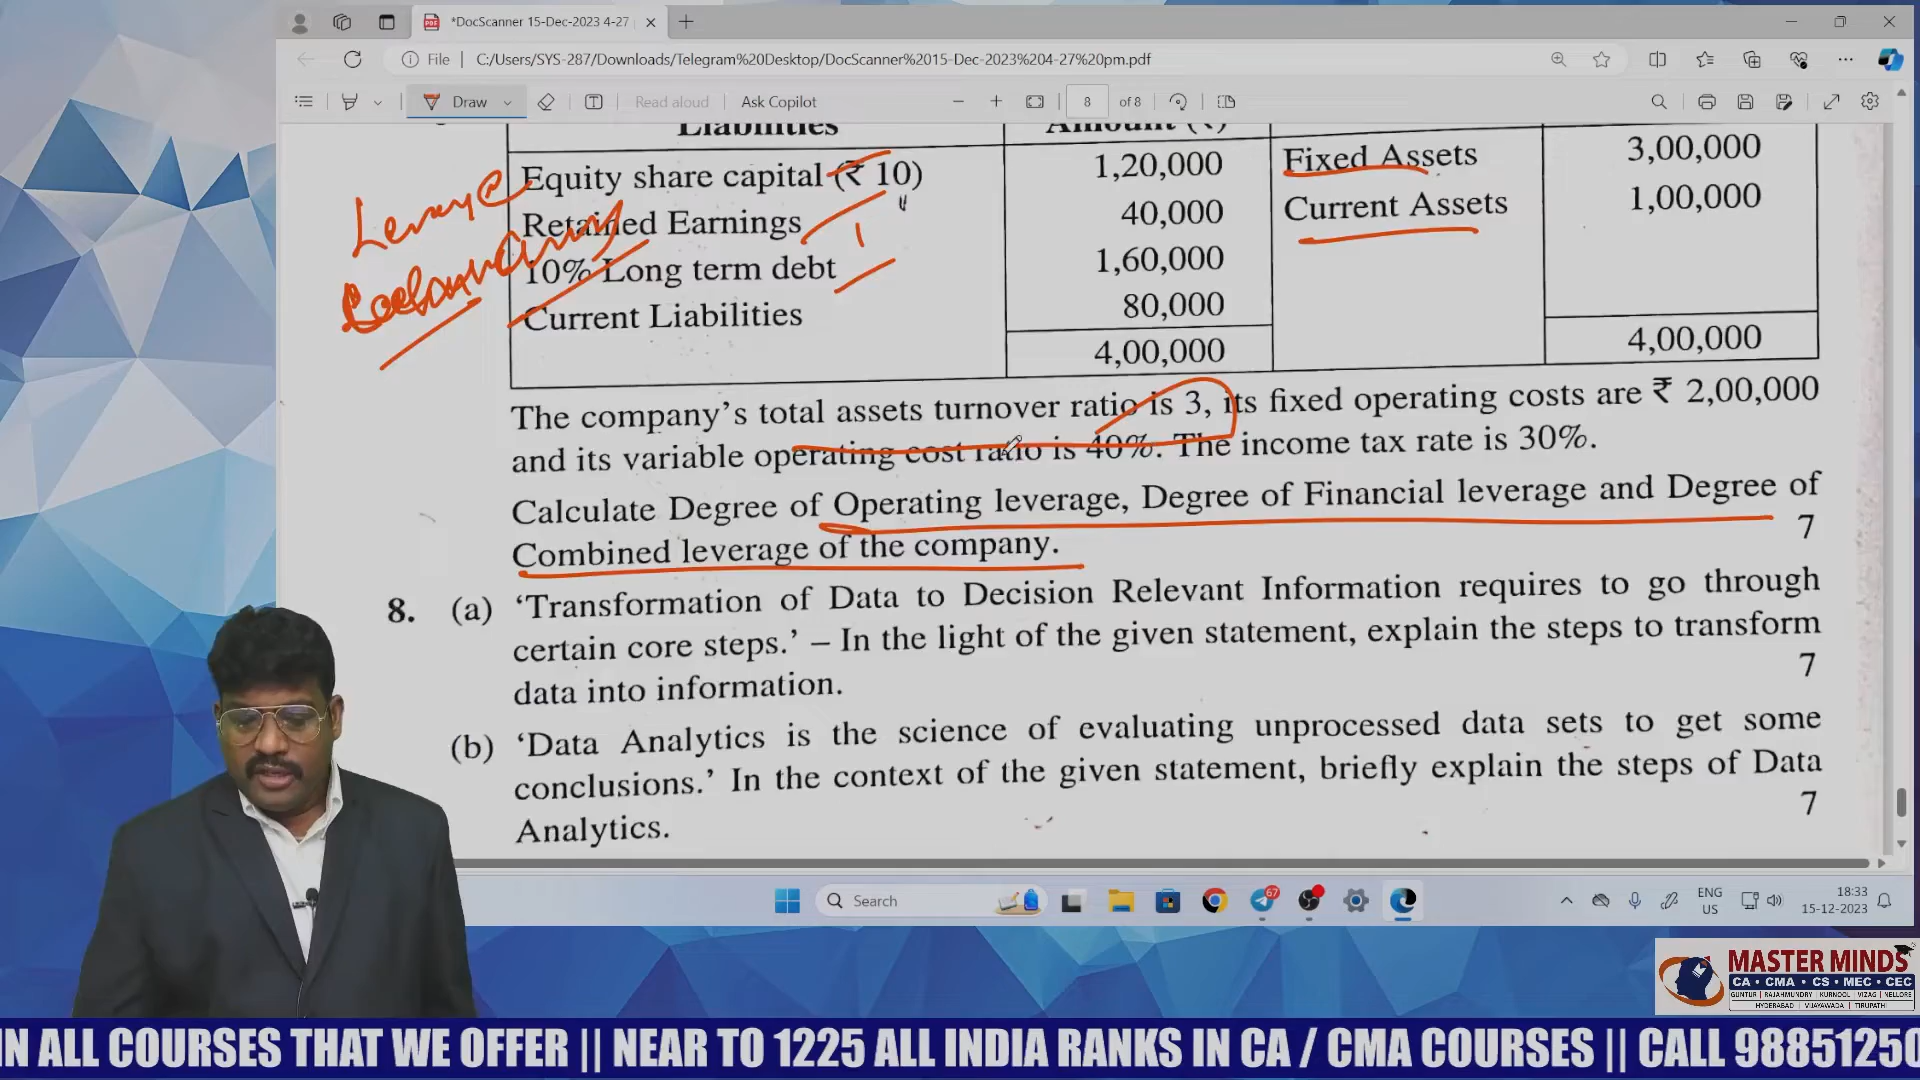 *DocScanner 15-Dec-2023 4-27
File C:/Users/SYS-287/Downloads/Telegram%20Desktop/DocScanner%2015-Dec-2023%204-27%20pm.pdf
Draw Read aloud Ask Copilot 8 of 8
Liabilities Amount (₹)
Equity share capital (₹ 10) 1,20,000 Fixed Assets 3,00,000
Retained Earnings 40,000 Current Assets 1,00,000
10% Long term debt 1,60,000
Current Liabilities 80,000
4,00,000 4,00,000
The company's total assets turnover ratio is 3, its fixed operating costs are ₹ 2,00,000
and its variable operating cost ratio is 40%. The income tax rate is 30%.
Calculate Degree of Operating leverage, Degree of Financial leverage and Degree of
Combined leverage of the company. 7
8. (a) ‘Transformation of Data to Decision Relevant Information requires to go through
certain core steps.’ – In the light of the given statement, explain the steps to transform
data into information. 7
(b) ‘Data Analytics is the science of evaluating unprocessed data sets to get some
conclusions.’ In the context of the given statement, briefly explain the steps of Data
Analytics. 7
Search 67 ENG US 18:33 15-12-2023
MASTER MINDS
CA • CMA • CS • MEC • CEC
GUNTUR | RAJAHMUNDRY | KURNOOL | VIZAG | NELLORE
HYDERABAD | VIJAYAWADA | TIRUPATHI
IN ALL COURSES THAT WE OFFER || NEAR TO 1225 ALL INDIA RANKS IN CA / CMA COURSES || CALL 98851250